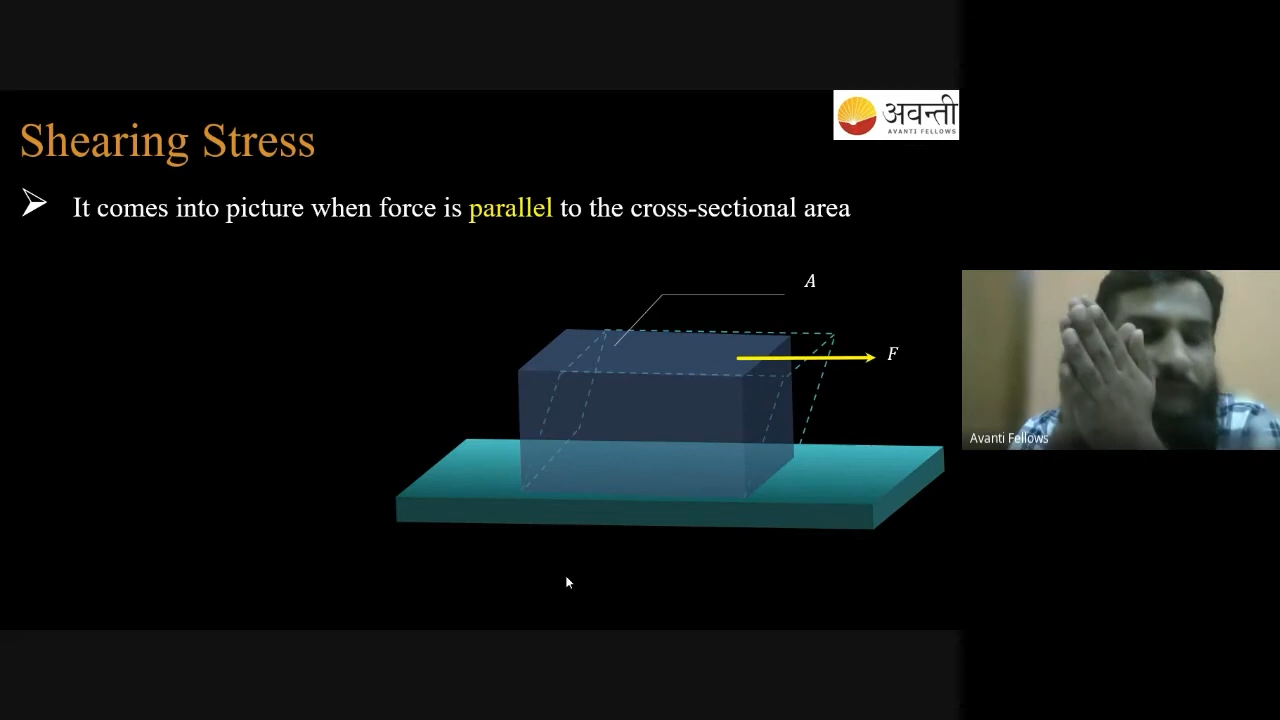 अवन्ती
AVANTI FELLOWS
Shearing Stress
It comes into picture when force is parallel to the cross-sectional area
A
F
Avanti Fellows